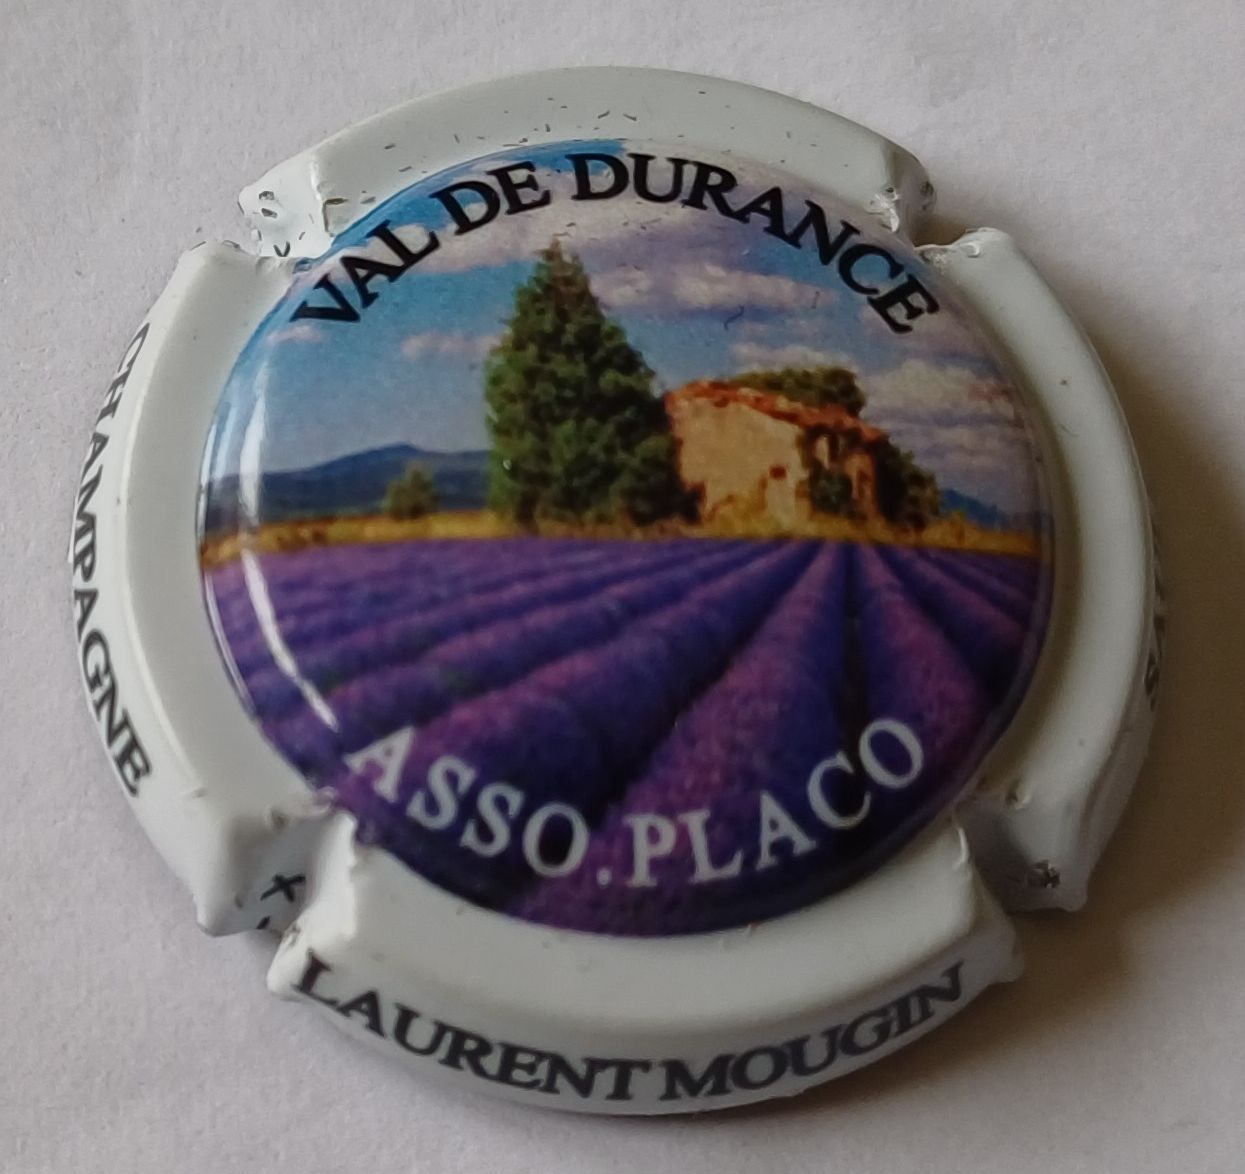 VAL DE DURANCE
ASSO.PLACO
CHAMPAGNE
LAURENT MOUGIN